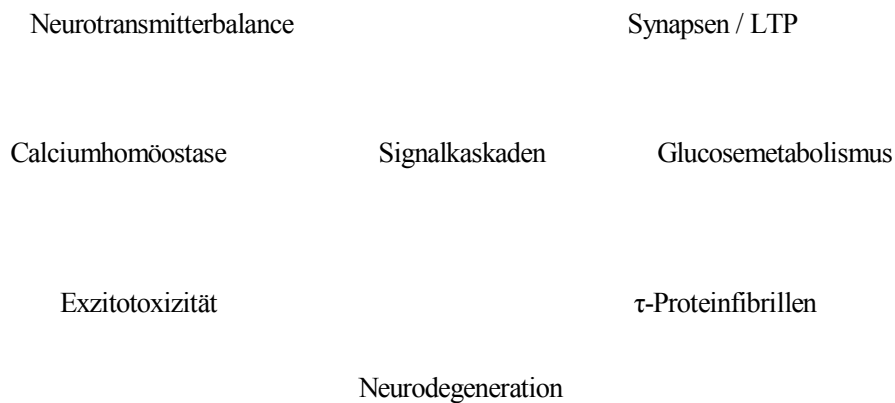 Neurotransmitterbalance Synapsen / LTP
Calciumhomöostase Signalkaskaden Glucosemetabolismus
Exzitotoxizität τ-Proteinfibrillen
Neurodegeneration